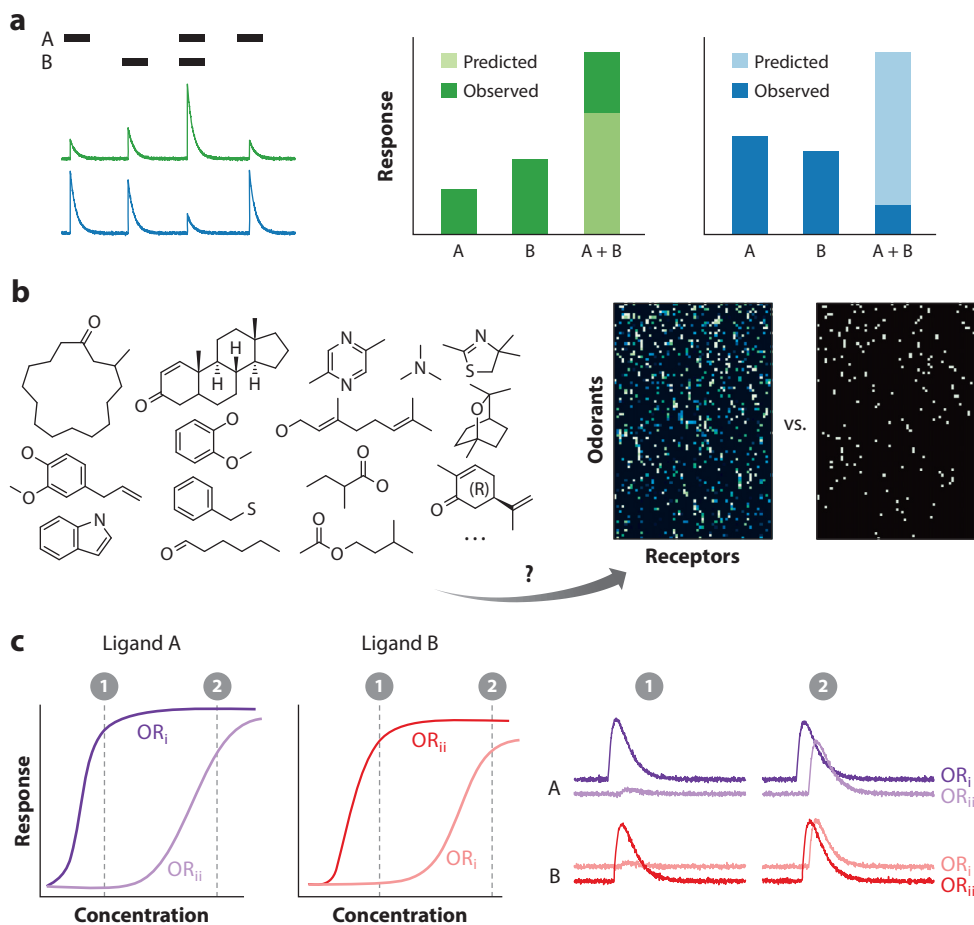 a
A
B
Response
Predicted
Observed
A
B
A + B
Predicted
Observed
A
B
A + B
b
O
O
H
H
H
N
N
N
N
S
O
O
O
O
O
O
O
O
(R)
O
N
S
O
O
O
...
?
Odorants
Receptors
vs.
c
Ligand A
1
2
Response
ORi
ORii
Concentration
Ligand B
1
2
ORii
ORi
Concentration
1
2
A
ORi
ORii
B
ORi
ORii